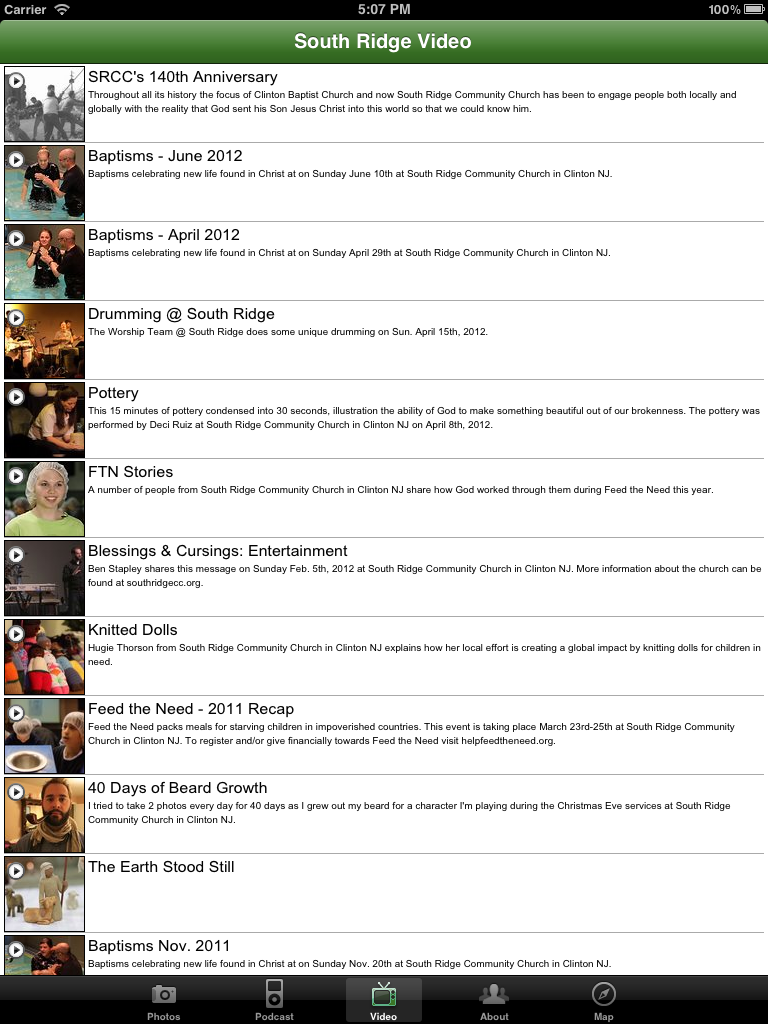 Carrier 5:07 PM 100%
South Ridge Video
SRCC's 140th Anniversary
Throughout all its history the focus of Clinton Baptist Church and now South Ridge Community Church has been to engage people both locally and
globally with the reality that God sent his Son Jesus Christ into this world so that we could know him.
Baptisms - June 2012
Baptisms celebrating new life found in Christ at on Sunday June 10th at South Ridge Community Church in Clinton NJ.
Baptisms - April 2012
Baptisms celebrating new life found in Christ at on Sunday April 29th at South Ridge Community Church in Clinton NJ.
Drumming @ South Ridge
The Worship Team @ South Ridge does some unique drumming on Sun. April 15th, 2012.
Pottery
This 15 minutes of pottery condensed into 30 seconds, illustration the ability of God to make something beautiful out of our brokenness. The pottery was
performed by Deci Ruiz at South Ridge Community Church in Clinton NJ on April 8th, 2012.
FTN Stories
A number of people from South Ridge Community Church in Clinton NJ share how God worked through them during Feed the Need this year.
Blessings & Cursings: Entertainment
Ben Stapley shares this message on Sunday Feb. 5th, 2012 at South Ridge Community Church in Clinton NJ. More information about the church can be
found at southridgecc.org.
Knitted Dolls
Hugie Thorson from South Ridge Community Church in Clinton NJ explains how her local effort is creating a global impact by knitting dolls for children in
need.
Feed the Need - 2011 Recap
Feed the Need packs meals for starving children in impoverished countries. This event is taking place March 23rd-25th at South Ridge Community
Church in Clinton NJ. To register and/or give financially towards Feed the Need visit helpfeedtheneed.org.
40 Days of Beard Growth
I tried to take 2 photos every day for 40 days as I grew out my beard for a character I'm playing during the Christmas Eve services at South Ridge
Community Church in Clinton NJ.
The Earth Stood Still
Baptisms Nov. 2011
Baptisms celebrating new life found in Christ at on Sunday Nov. 20th at South Ridge Community Church in Clinton NJ.
Photos Podcast Video About Map